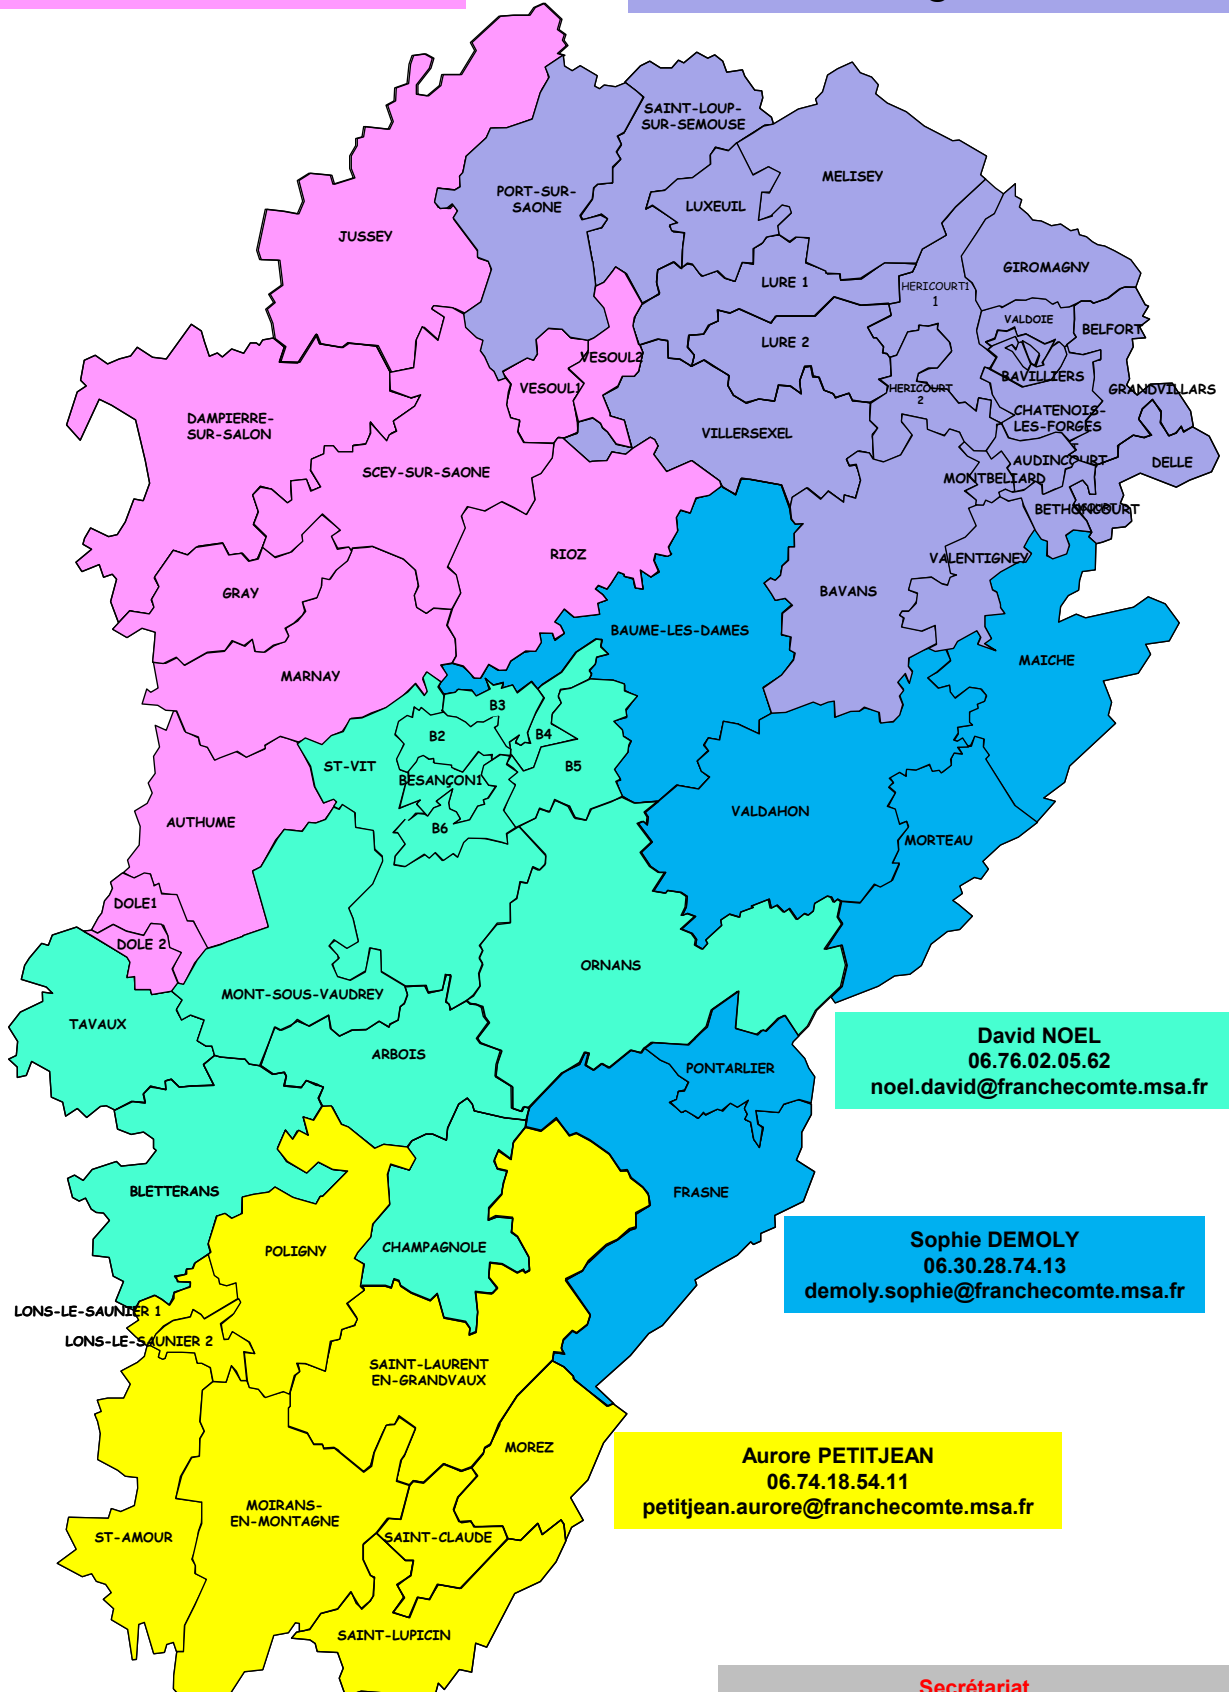 SAINT-LOUP-
SUR-SEMOUSE
MELISEY
PORT-SUR-
SAONE
LUXEUIL
JUSSEY
GIROMAGNY
LURE 1
HERICOURT1
1
VALDOIE
BELFORT
LURE 2
VESOUL2
BAVILLIERS
VESOUL1
HERICOURT
2
GRANDVILLARS
DAMPIERRE-
SUR-SALON
CHATENOIS-
LES-FORGES
VILLERSEXEL
AUDINCOURT
DELLE
SCEY-SUR-SAONE
MONTBELIARD
BETHONCOURT
RIOZ
VALENTIGNEY
GRAY
BAVANS
BAUME-LES-DAMES
MAICHE
MARNAY
B3
B2
B4
ST-VIT
B5
BESANÇON1
VALDAHON
AUTHUME
B6
MORTEAU
DOLE1
DOLE 2
ORNANS
MONT-SOUS-VAUDREY
TAVAUX
ARBOIS
PONTARLIER
David NOEL
06.76.02.05.62
noel.david@franchecomte.msa.fr
BLETTERANS
FRASNE
POLIGNY
CHAMPAGNOLE
Sophie DEMOLY
06.30.28.74.13
demoly.sophie@franchecomte.msa.fr
LONS-LE-SAUNIER 1
LONS-LE-SAUNIER 2
SAINT-LAURENT
EN-GRANDVAUX
MOREZ
Aurore PETITJEAN
06.74.18.54.11
petitjean.aurore@franchecomte.msa.fr
MOIRANS-
EN-MONTAGNE
ST-AMOUR
SAINT-CLAUDE
SAINT-LUPICIN
Secrétariat